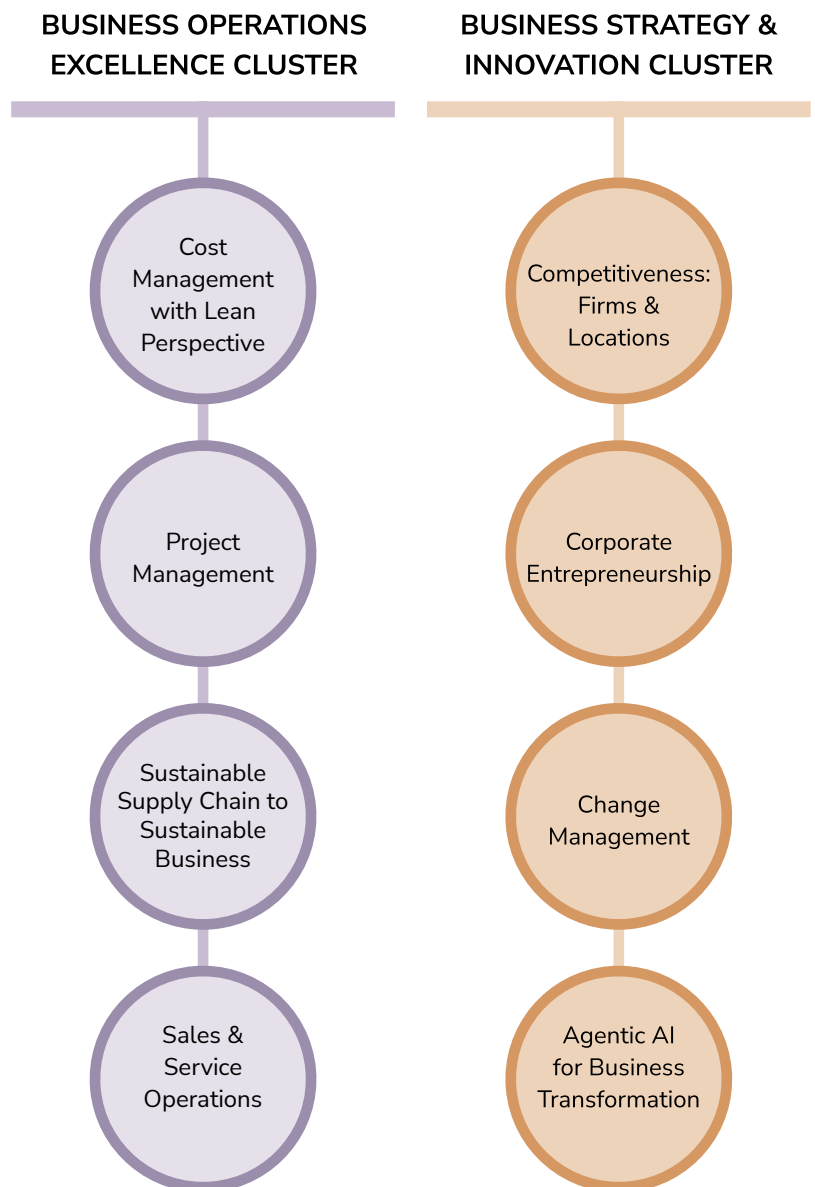 BUSINESS OPERATIONS
EXCELLENCE CLUSTER
Cost
Management
with Lean
Perspective
Project
Management
Sustainable
Supply Chain to
Sustainable
Business
Sales &
Service
Operations
BUSINESS STRATEGY &
INNOVATION CLUSTER
Competitiveness:
Firms &
Locations
Corporate
Entrepreneurship
Change
Management
Agentic AI
for Business
Transformation